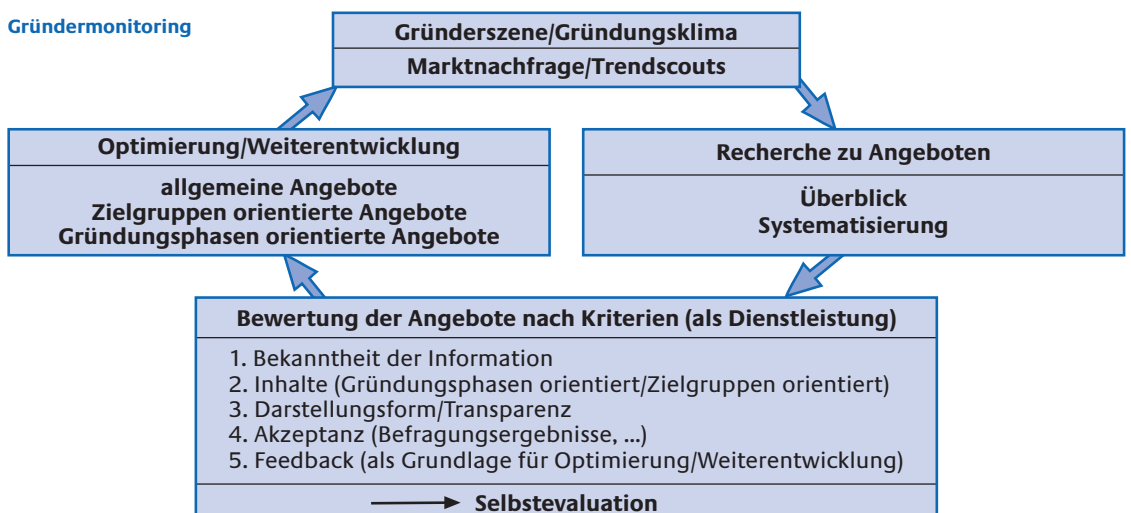 Gründermonitoring
Gründerszene/Gründungsklima
Marktnachfrage/Trendscouts
Optimierung/Weiterentwicklung
allgemeine Angebote
Zielgruppen orientierte Angebote
Gründungsphasen orientierte Angebote
Recherche zu Angeboten
Überblick
Systematisierung
Bewertung der Angebote nach Kriterien (als Dienstleistung)
1. Bekanntheit der Information
2. Inhalte (Gründungsphasen orientiert/Zielgruppen orientiert)
3. Darstellungsform/Transparenz
4. Akzeptanz (Befragungsergebnisse, ...)
5. Feedback (als Grundlage für Optimierung/Weiterentwicklung)
Selbstevaluation